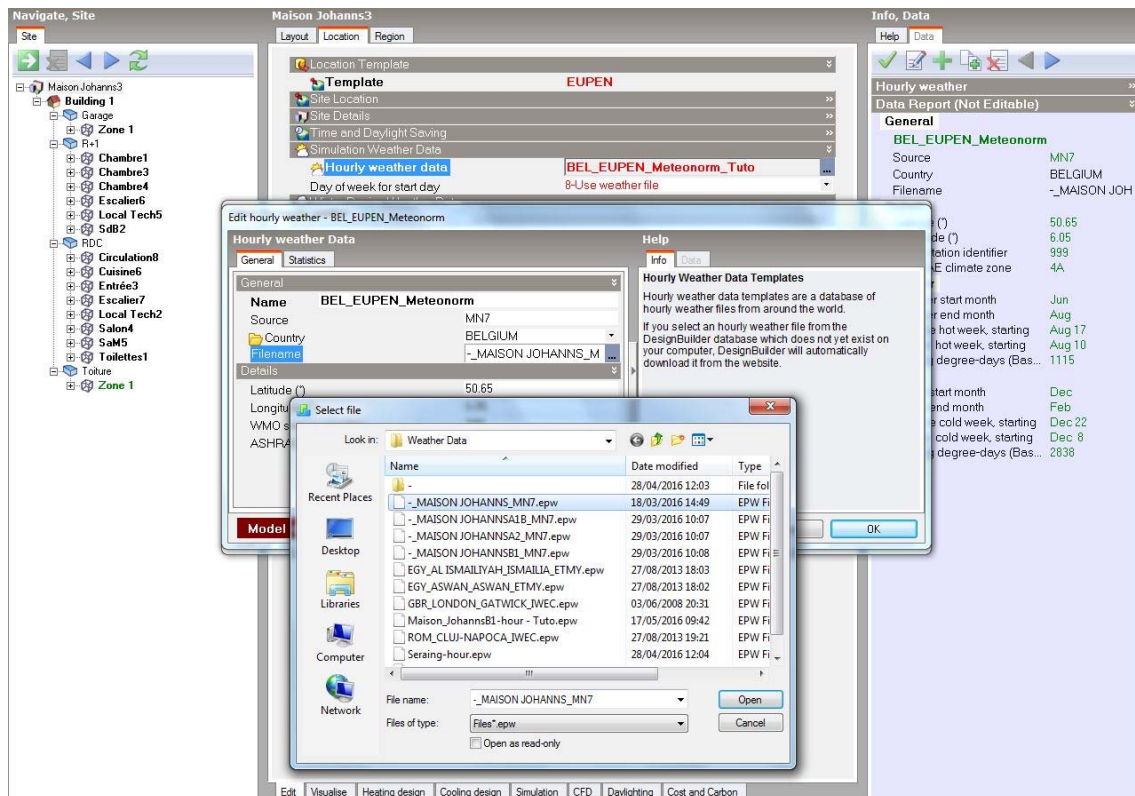 Navigate, Site
Site
Maison Johanns3
Building 1
Garage
Zone 1
R+1
Chambre1
Chambre3
Chambre4
Escalier6
Local Tech5
SdB2
RDC
Circulation8
Cuisine6
Entrée3
Escalier7
Local Tech2
Salon4
SaM5
Toilettes1
Toiture
Zone 1
Maison Johanns3
Layout Location Region
Location Template
Template EUPEN
Site Location
Site Details
Time and Daylight Saving
Simulation Weather Data
Hourly weather data BEL_EUPEN_Meteonorm_Tuto ...
Day of week for start day 8-Use weather file
Edit hourly weather - BEL_EUPEN_Meteonorm
Hourly weather Data
General Statistics
General
Name BEL_EUPEN_Meteonorm
Source MN7
Country BELGIUM
Filename -_MAISON JOHANNS_M ...
Details
Latitude (°) 50.65
Longitu
WMO s
ASHRA
Model
Help
Info Data
Hourly Weather Data Templates
Hourly weather data templates are a database of
hourly weather files from around the world.
If you select an hourly weather file from the
DesignBuilder database which does not yet exist on
your computer, DesignBuilder will automatically
download it from the website.
OK
Select file
Look in: Weather Data
Recent Places
Desktop
Libraries
Computer
Network
Name Date modified Type
- 28/04/2016 12:03 File fol
-_MAISON JOHANNS_MN7.epw 18/03/2016 14:49 EPW Fi
-_MAISON JOHANNSA1B_MN7.epw 29/03/2016 10:07 EPW Fi
-_MAISON JOHANNSA2_MN7.epw 29/03/2016 10:07 EPW Fi
-_MAISON JOHANNSB1_MN7.epw 29/03/2016 10:08 EPW Fi
EGY_AL ISMAILIYAH_ISMAILIA_ETMY.epw 27/08/2013 18:03 EPW Fi
EGY_ASWAN_ASWAN_ETMY.epw 27/08/2013 18:02 EPW Fi
GBR_LONDON_GATWICK_IWEC.epw 03/06/2008 20:31 EPW Fi
Maison_JohannsB1-hour - Tuto.epw 17/05/2016 09:42 EPW Fi
ROM_CLUJ-NAPOCA_IWEC.epw 27/08/2013 19:21 EPW Fi
Seraing-hour.epw 28/04/2016 12:04 EPW Fi
File name: -_MAISON JOHANNS_MN7 Open
Files of type: Files*.epw Cancel
Open as read-only
Edit Visualise Heating design Cooling design Simulation CFD Daylighting Cost and Carbon
Info, Data
Help Data
Hourly weather
Data Report (Not Editable)
General
BEL_EUPEN_Meteonorm
Source MN7
Country BELGIUM
Filename -_MAISON JOH
(°) 50.65
de (°) 6.05
tation identifier 999
E climate zone 4A
r start month Jun
r end month Aug
e hot week, starting Aug 17
hot week, starting Aug 10
degree-days (Bas... 1115
start month Dec
end month Feb
e cold week, starting Dec 22
cold week, starting Dec 8
g degree-days (Bas... 2838